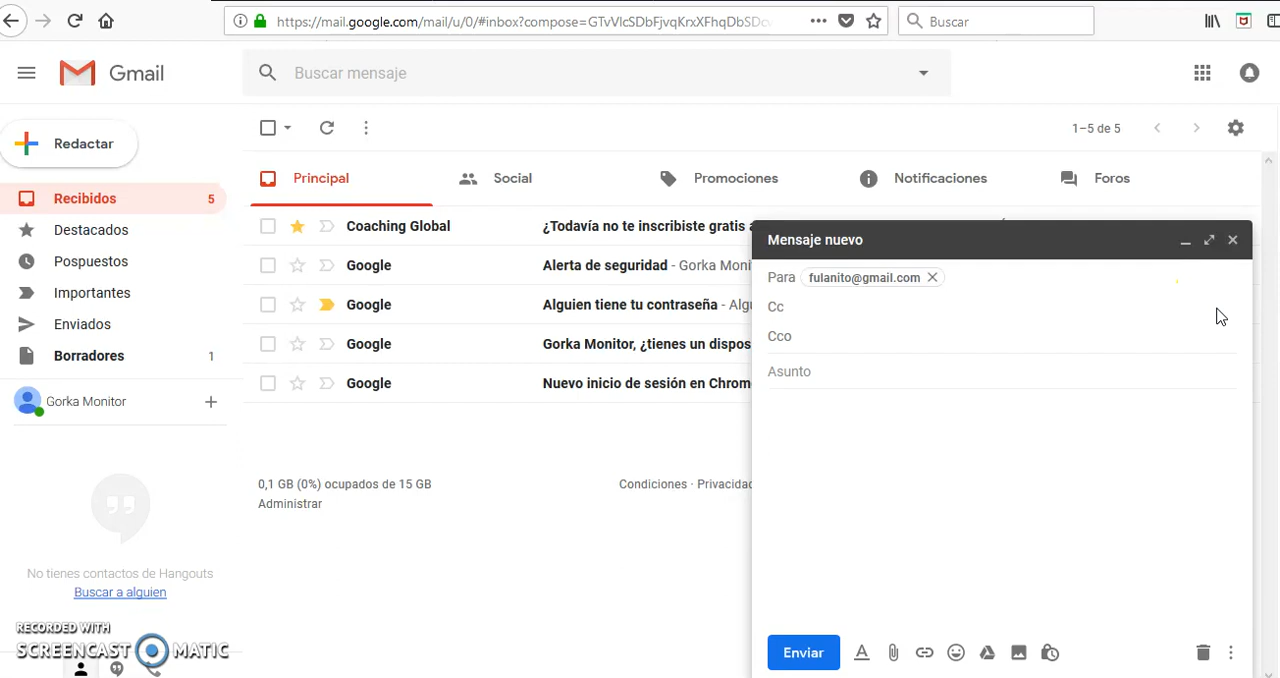 https://mail.google.com/mail/u/0/#inbox?compose=GTvVlcSDbFjvqKrxXFhqDbSDcv
Buscar
Gmail
Buscar mensaje
Redactar
1–5 de 5
Recibidos 5
Destacados
Pospuestos
Importantes
Enviados
Borradores 1
Gorka Monitor
No tienes contactos de Hangouts
Buscar a alguien
RECORDED WITH
SCREENCAST MATIC
Principal
Social
Promociones
Notificaciones
Foros
Coaching Global ¿Todavía no te inscribiste gratis a
Google Alerta de seguridad - Gorka Moni
Google Alguien tiene tu contraseña - Alg
Google Gorka Monitor, ¿tienes un dispos
Google Nuevo inicio de sesión en Chrom
0,1 GB (0%) ocupados de 15 GB
Administrar
Condiciones · Privacidad
Mensaje nuevo
Para fulanito@gmail.com
Cc
Cco
Asunto
Enviar